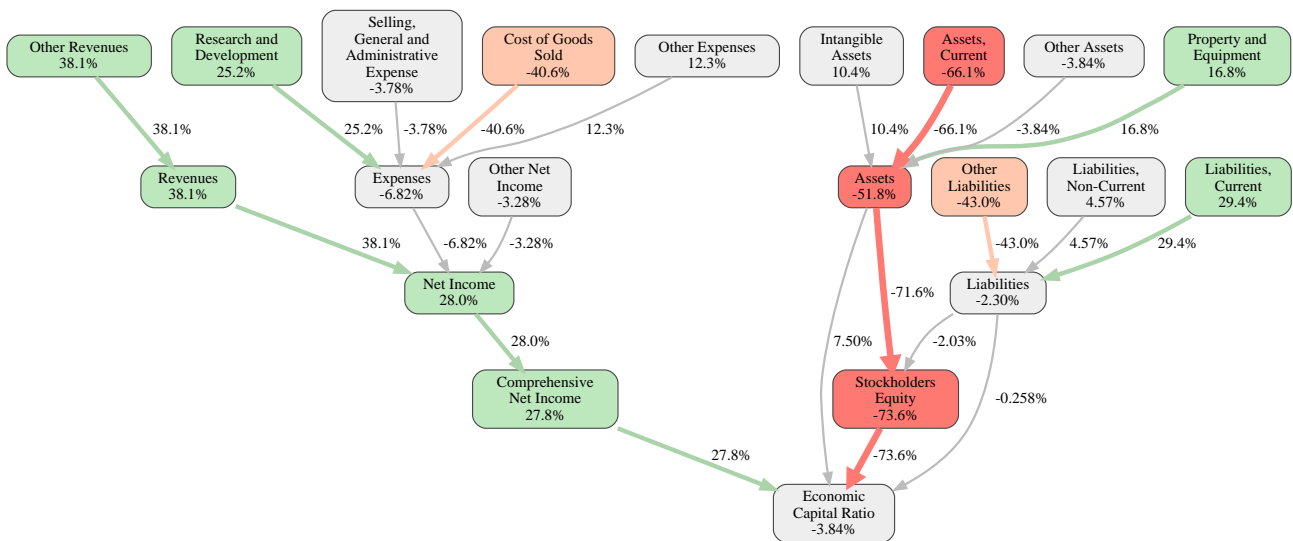 Other Revenues
38.1%
Research and
Development
25.2%
Selling,
General and
Administrative
Expense
-3.78%
Cost of Goods
Sold
-40.6%
Other Expenses
12.3%
Intangible
Assets
10.4%
Assets,
Current
-66.1%
Other Assets
-3.84%
Property and
Equipment
16.8%
38.1%
25.2%
-3.78%
-40.6%
12.3%
10.4%
-66.1%
-3.84%
16.8%
Revenues
38.1%
Expenses
-6.82%
Other Net
Income
-3.28%
Assets
-51.8%
Other
Liabilities
-43.0%
Liabilities,
Non-Current
4.57%
Liabilities,
Current
29.4%
38.1%
-6.82%
-3.28%
-43.0%
4.57%
29.4%
Net Income
28.0%
-71.6%
Liabilities
-2.30%
28.0%
7.50%
-2.03%
Comprehensive
Net Income
27.8%
Stockholders
Equity
-73.6%
-0.258%
27.8%
-73.6%
Economic
Capital Ratio
-3.84%